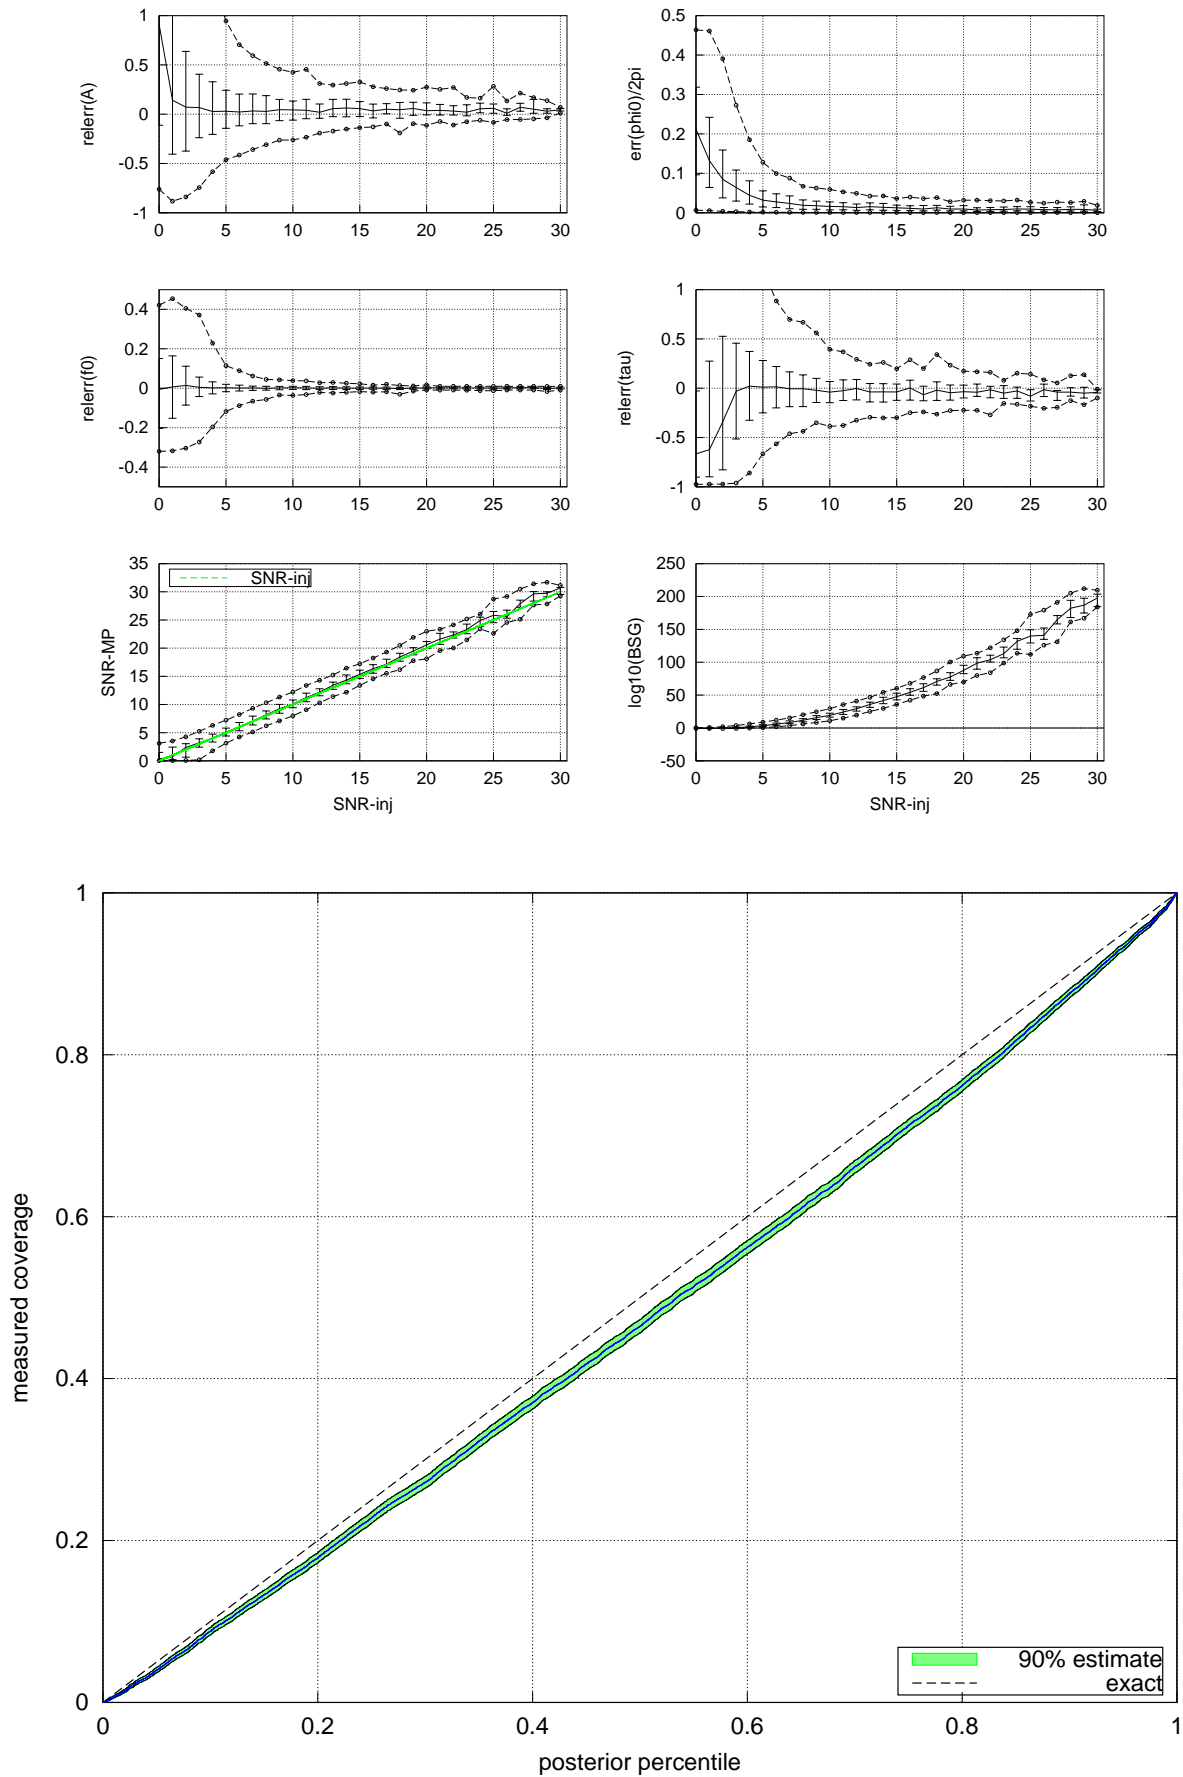 relerr(A)
1
0.5
0
-0.5
-1
0 5 10 15 20 25 30
err(phi0)/2pi
0.5
0.4
0.3
0.2
0.1
0
0 5 10 15 20 25 30
relerr(f0)
0.4
0.2
0
-0.2
-0.4
0 5 10 15 20 25 30
relerr(tau)
1
0.5
0
-0.5
-1
0 5 10 15 20 25 30
SNR-MP
35
30
25
20
15
10
5
0
0 5 10 15 20 25 30
SNR-inj
SNR-inj
log10(BSG)
250
200
150
100
50
0
-50
0 5 10 15 20 25 30
SNR-inj
measured coverage
1
0.8
0.6
0.4
0.2
0
0 0.2 0.4 0.6 0.8 1
posterior percentile
90% estimate
exact